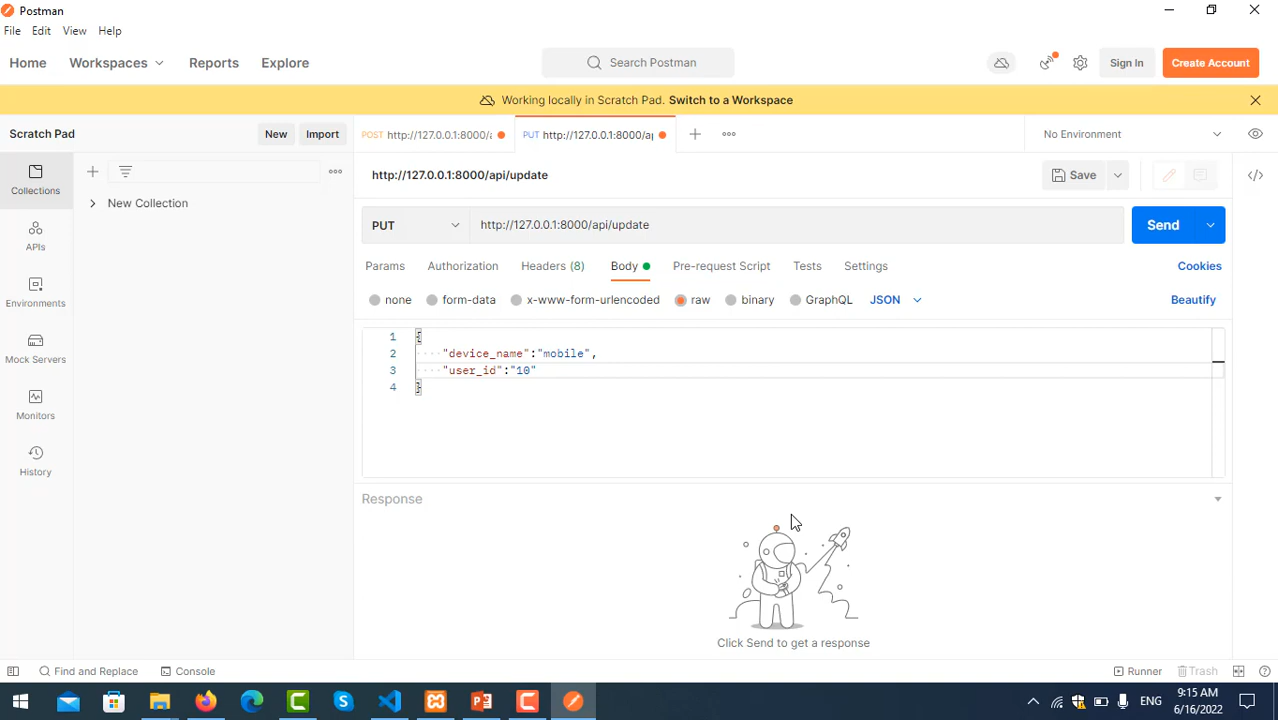 Postman
File Edit View Help
Home Workspaces Reports Explore Search Postman Sign In Create Account
Working locally in Scratch Pad. Switch to a Workspace
Scratch Pad New Import POST http://127.0.0.1:8000/ PUT http://127.0.0.1:8000/ap No Environment
Collections
New Collection
APIs
Environments
Mock Servers
Monitors
History
http://127.0.0.1:8000/api/update Save
PUT http://127.0.0.1:8000/api/update Send
Params Authorization Headers (8) Body Pre-request Script Tests Settings Cookies
none form-data x-www-form-urlencoded raw binary GraphQL JSON Beautify
1 {
2 "device_name":"mobile",
3 "user_id":"10"
4 }
Response
Click Send to get a response
Find and Replace Console Runner Trash
ENG 9:15 AM
6/16/2022